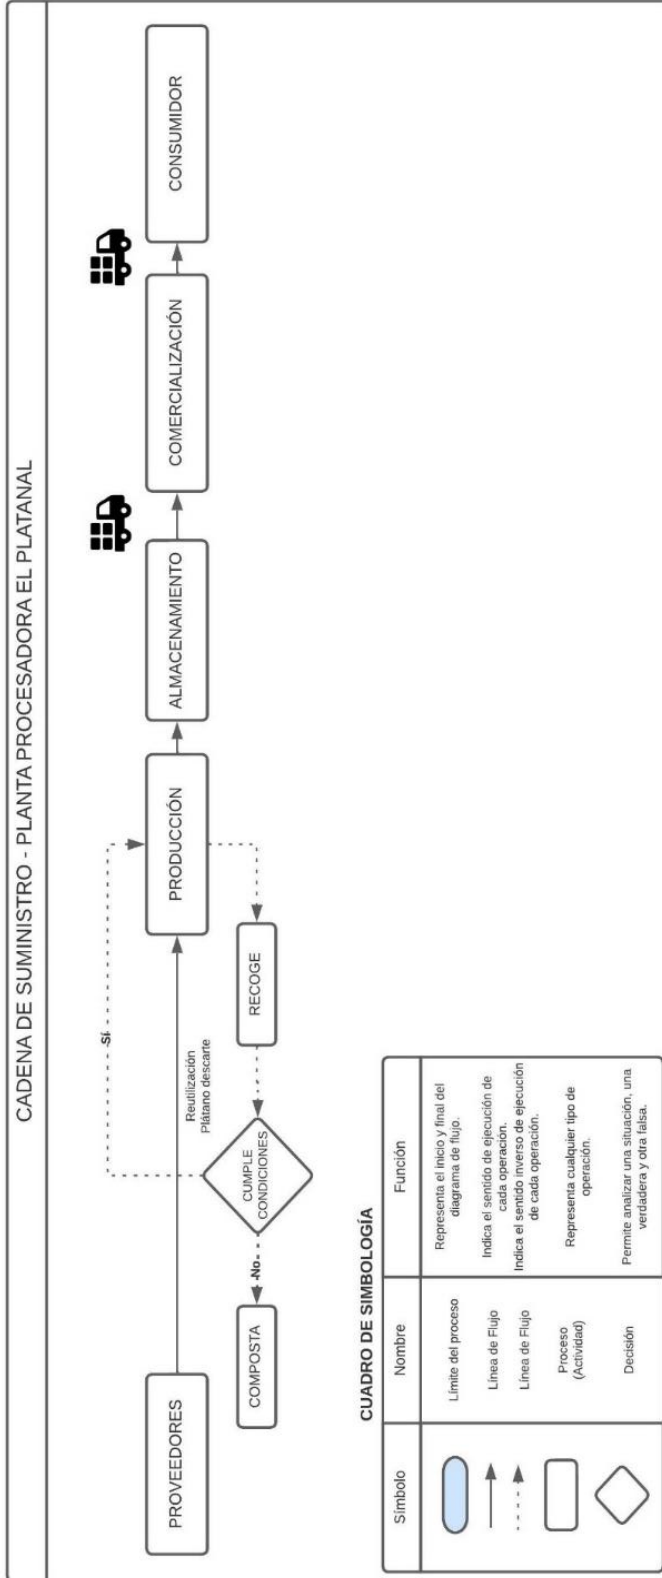 CADENA DE SUMINISTRO - PLANTA PROCESADORA EL PLATANAL
PROVEEDORES
PRODUCCIÓN
ALMACENAMIENTO
COMERCIALIZACIÓN
CONSUMIDOR
Sí
Reutilización
Plátano descarte
COMPOSTA
No
CUMPLE
CONDICIONES
RECOGE
CUADRO DE SIMBOLOGÍA
Símbolo
Nombre
Función
Límite del proceso
Representa el inicio y final del
diagrama de flujo.
Línea de Flujo
Indica el sentido de ejecución de
cada operación.
Línea de Flujo
Indica el sentido inverso de ejecución
de cada operación.
Proceso
(Actividad)
Representa cualquier tipo de
operación.
Decisión
Permite analizar una situación, una
verdadera y otra falsa.